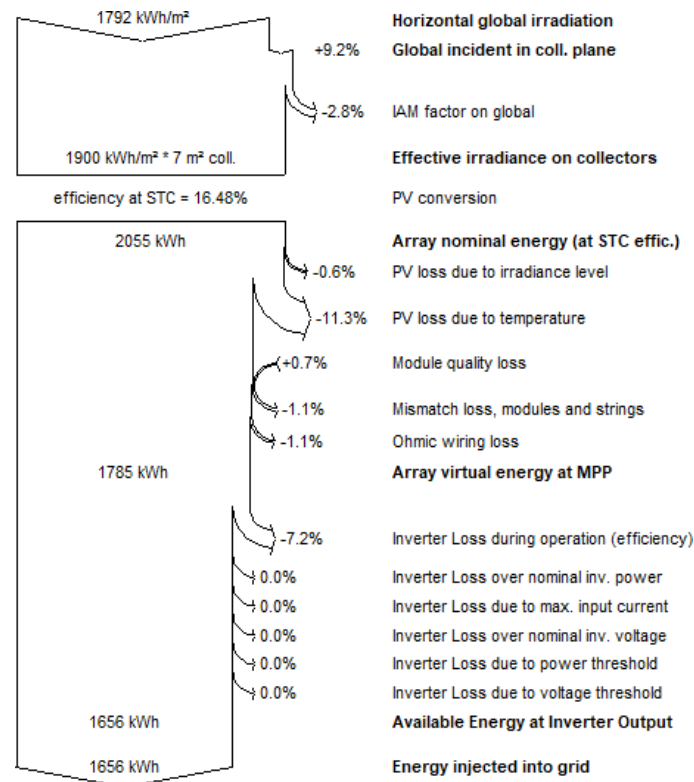 1792 kWh/m² Horizontal global irradiation
+9.2% Global incident in coll. plane
-2.8% IAM factor on global
1900 kWh/m² * 7 m² coll. Effective irradiance on collectors
efficiency at STC = 16.48% PV conversion
2055 kWh Array nominal energy (at STC effic.)
-0.6% PV loss due to irradiance level
-11.3% PV loss due to temperature
+0.7% Module quality loss
-1.1% Mismatch loss, modules and strings
-1.1% Ohmic wiring loss
1785 kWh Array virtual energy at MPP
-7.2% Inverter Loss during operation (efficiency)
0.0% Inverter Loss over nominal inv. power
0.0% Inverter Loss due to max. input current
0.0% Inverter Loss over nominal inv. voltage
0.0% Inverter Loss due to power threshold
0.0% Inverter Loss due to voltage threshold
1656 kWh Available Energy at Inverter Output
1656 kWh Energy injected into grid